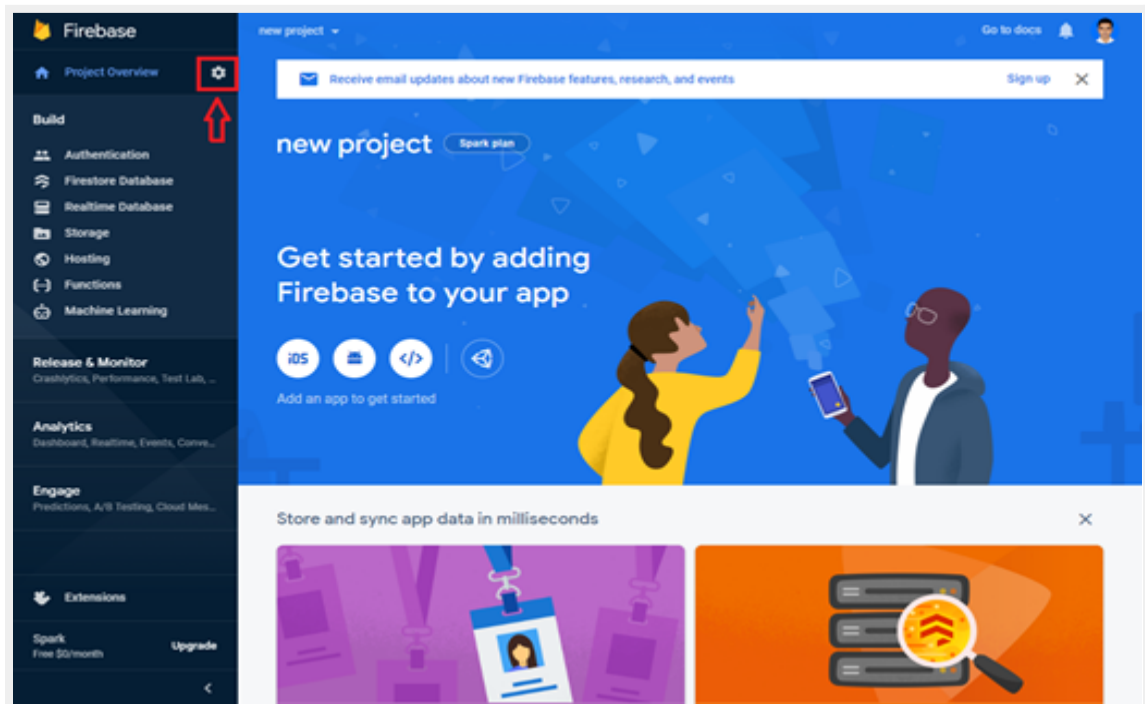 Firebase
new project
Go to docs
Project Overview
Receive email updates about new Firebase features, research, and events
Sign up
Build
new project
Spark plan
Authentication
Firestore Database
Realtime Database
Storage
Hosting
Functions
Machine Learning
Get started by adding
Firebase to your app
iOS
Add an app to get started
Release & Monitor
Crashlytics, Performance, Test Lab, ...
Analytics
Dashboard, Realtime, Events, Conve...
Engage
Predictions, A/B Testing, Cloud Mes...
Store and sync app data in milliseconds
Extensions
Spark
Free $0/month
Upgrade